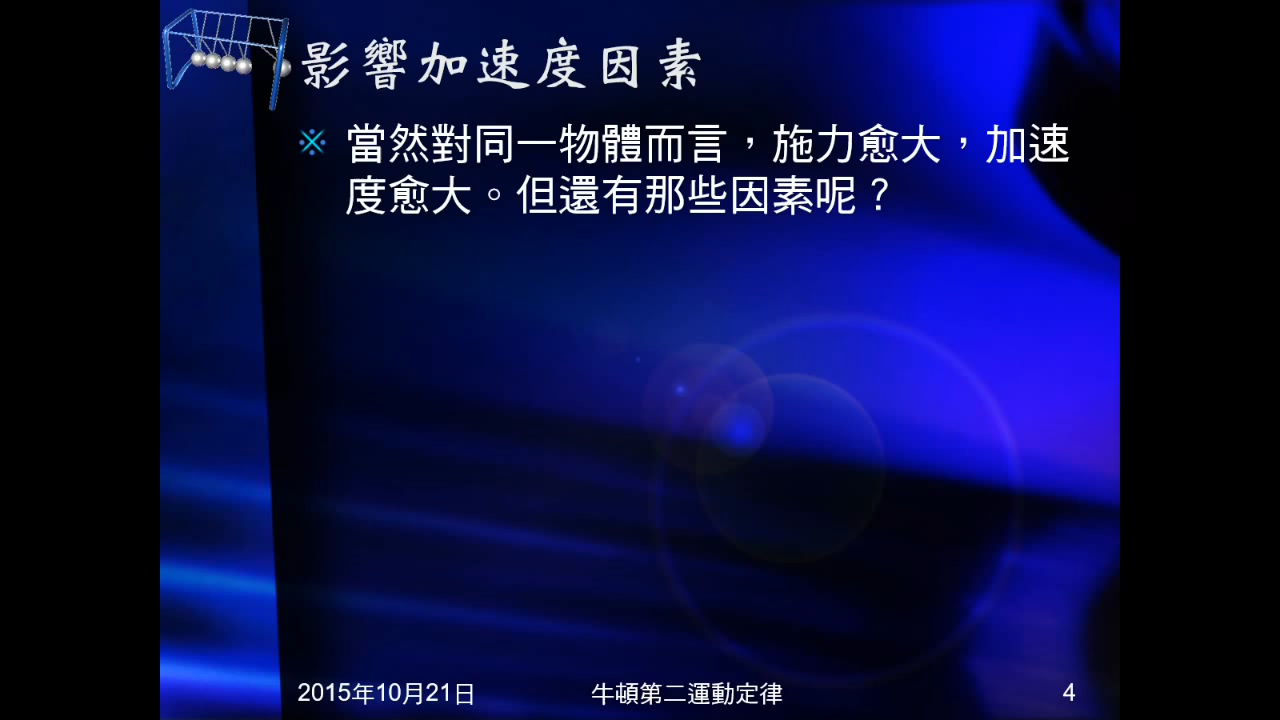 影響加速度因素
※ 當然對同一物體而言，施力愈大，加速
度愈大。但還有那些因素呢？
2015年10月21日 牛頓第二運動定律 4